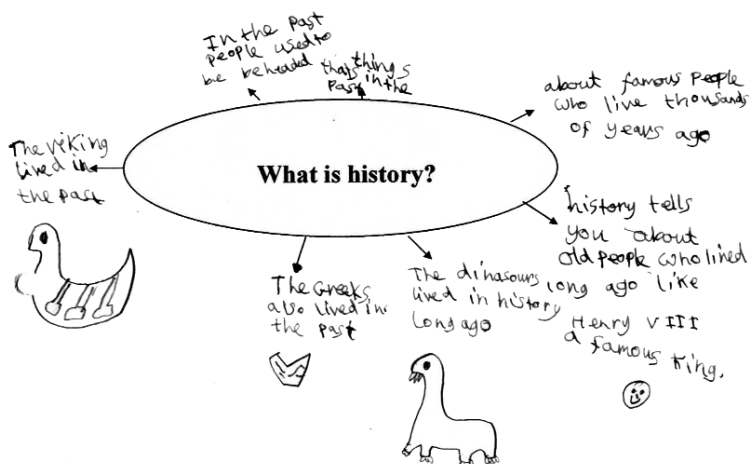 In the past
people used to
be beheaded
thats things
Past in the
about famous people
who live thousands
of years ago
The viking
lived in
the past
What is history?
history tells
you about
old people who lined
long ago like
Henry VIII
a famous king.
The Greeks
also lived in
the past
The dinasours
lived in history
long ago